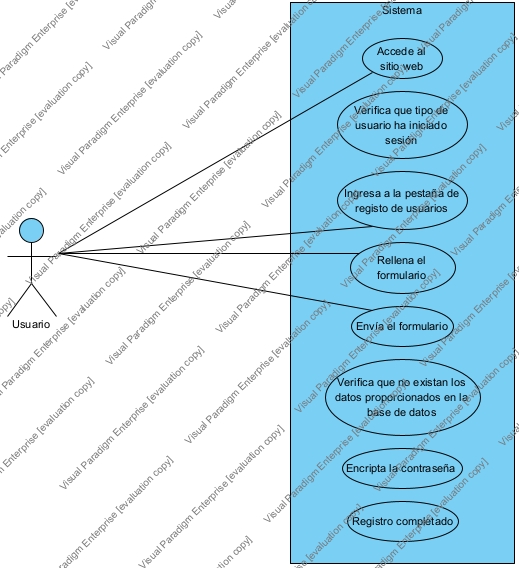 Sistema
Accede al
sitio web
Verifica que tipo de
usuario ha iniciado
sesión
Ingresa a la pestaña de
registo de usuarios
Rellena el
formulario
Usuario
Envía el formulario
Verifica que no existan los
datos proporcionados en la
base de datos
Encripta la contraseña
Registro completado
Visual Paradigm Enterprise [evaluation copy]